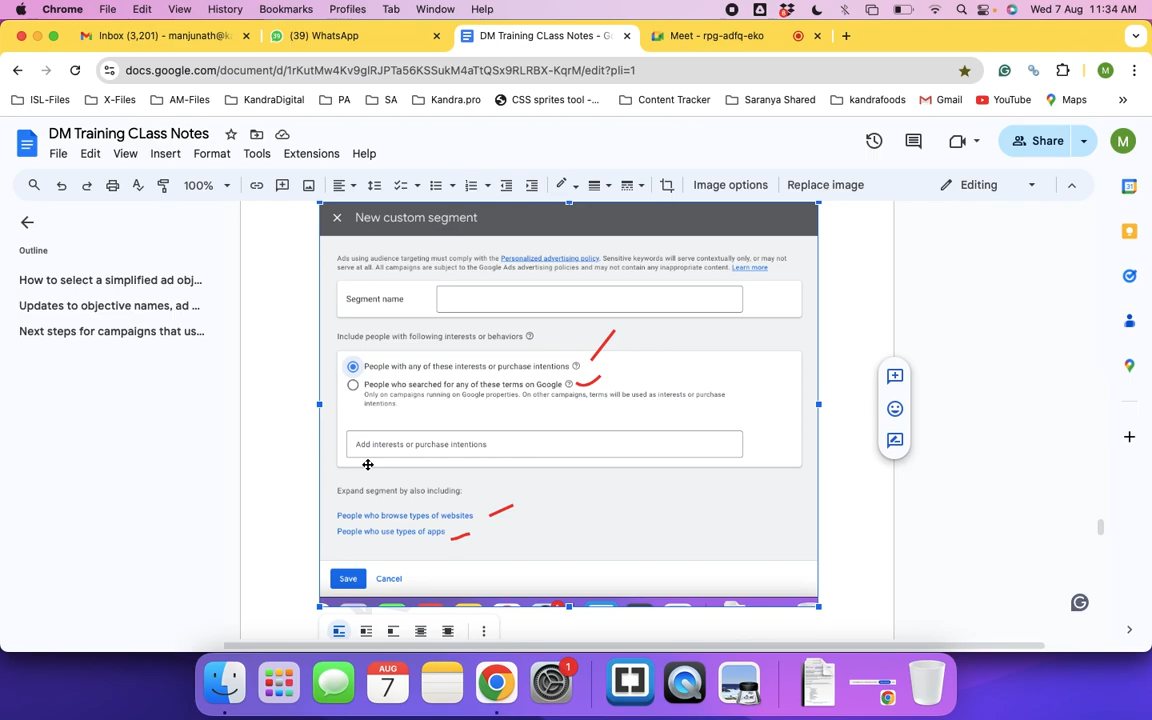 Chrome File Edit View History Bookmarks Profiles Tab Window Help
Wed 7 Aug 11:34 AM
Inbox (3,201) - manjunath@k
(39) WhatsApp
DM Training CLass Notes - G
Meet - rpg-adfq-eko
docs.google.com/document/d/1rKutMw4Kv9glRJPTa56KSSukM4aTtQSx9RLRBX-KqrM/edit?pli=1
M
ISL-Files X-Files AM-Files KandraDigital PA SA Kandra.pro CSS sprites tool -... Content Tracker Saranya Shared kandrafoods Gmail YouTube Maps
DM Training CLass Notes
File Edit View Insert Format Tools Extensions Help
Share
M
100%
Image options
Replace image
Editing
Outline
How to select a simplified ad obj...
Updates to objective names, ad ...
Next steps for campaigns that us...
New custom segment
Ads using audience targeting must comply with the Personalized advertising policy. Sensitive keywords will serve contextually only, or may not
serve at all. All campaigns are subject to the Google Ads advertising policies and may not contain any inappropriate content. Learn more
Segment name
Include people with following interests or behaviors
People with any of these interests or purchase intentions
People who searched for any of these terms on Google
Only on campaigns running on Google properties. On other campaigns, terms will be used as interests or purchase
intentions
Add interests or purchase intentions
Expand segment by also including:
People who browse types of websites
People who use types of apps
Save Cancel
31
AUG
7
1